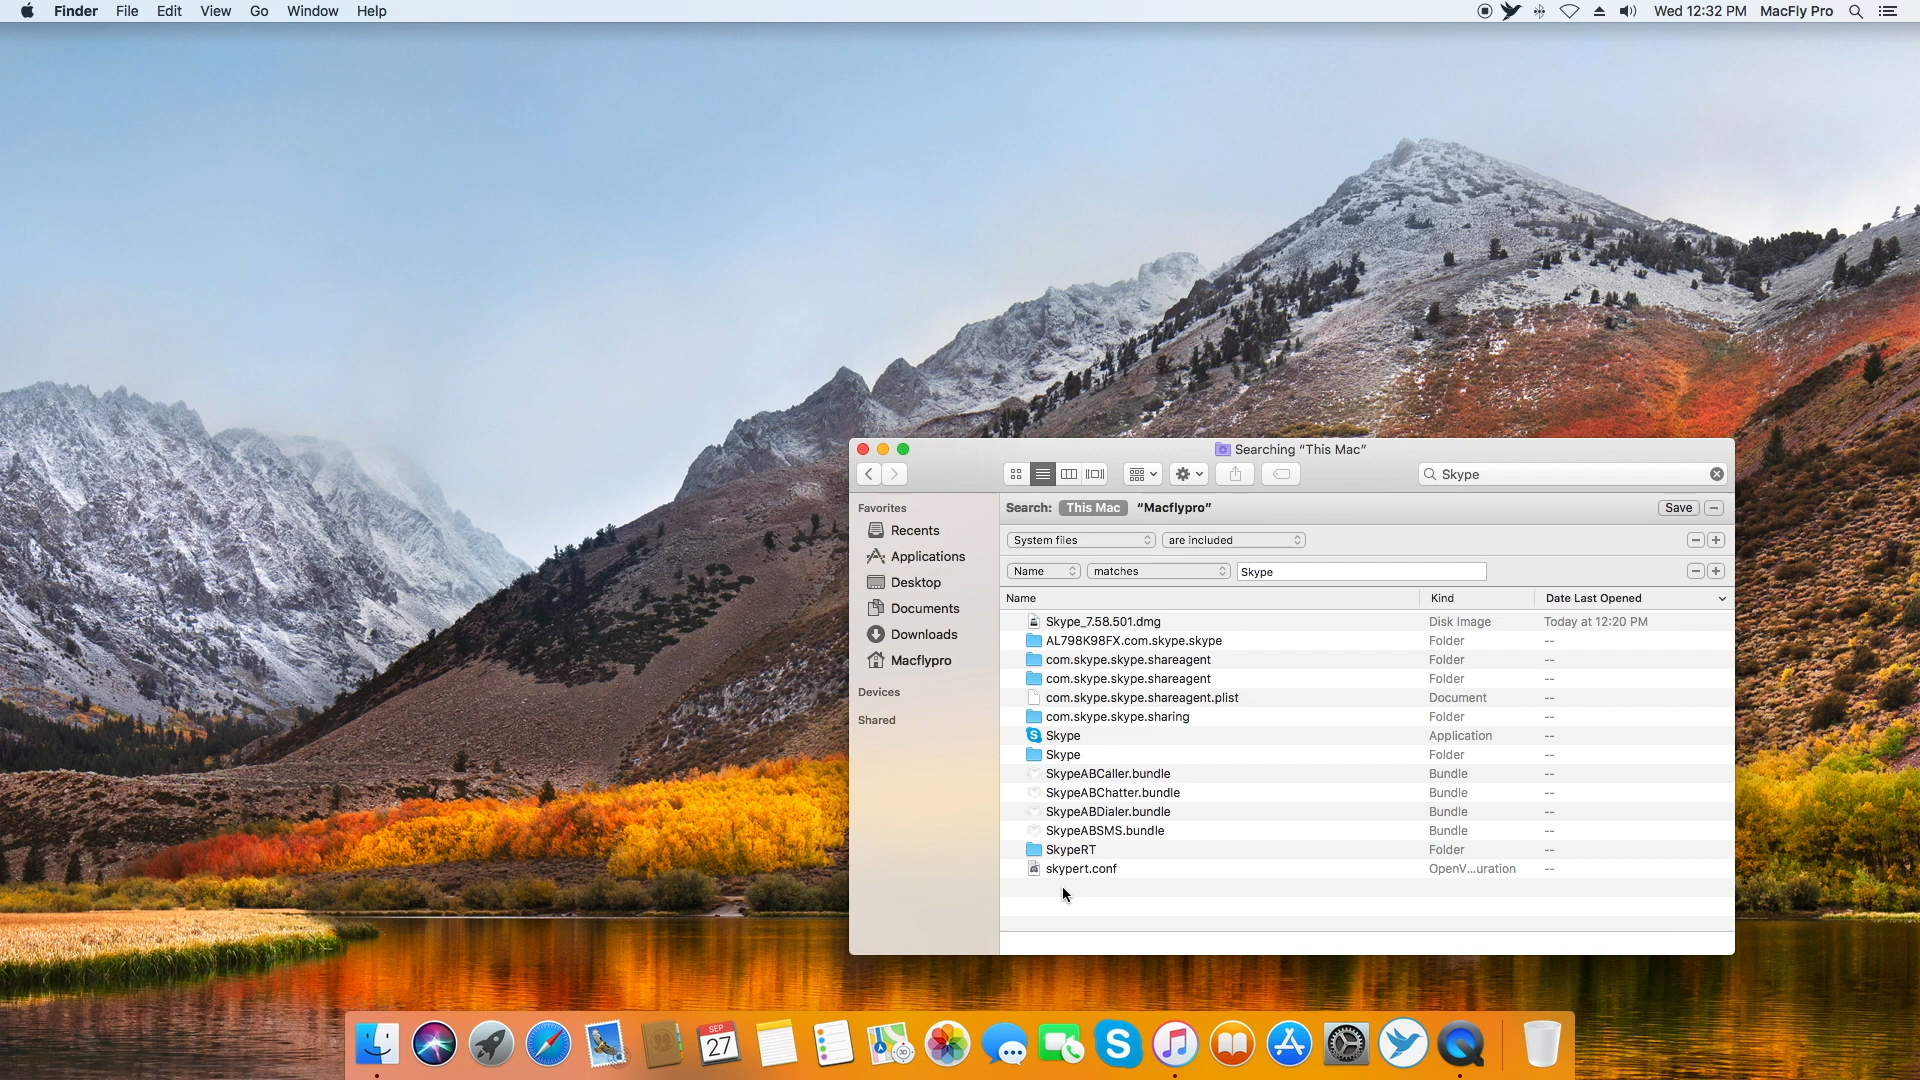 Finder File Edit View Go Window Help
Wed 12:32 PM MacFly Pro
Searching “This Mac”
Skype
Search: This Mac “Macflypro” Save
System files are included
Name matches Skype
Favorites
Recents
Applications
Desktop
Documents
Downloads
Macflypro
Devices
Shared
Name Kind Date Last Opened
Skype_7.58.501.dmg Disk Image Today at 12:20 PM
AL798K98FX.com.skype.skype Folder --
com.skype.skype.shareagent Folder --
com.skype.skype.shareagent Folder --
com.skype.skype.shareagent.plist Document --
com.skype.skype.sharing Folder --
Skype Application --
Skype Folder --
SkypeABCaller.bundle Bundle --
SkypeABChatter.bundle Bundle --
SkypeABDialer.bundle Bundle --
SkypeABSMS.bundle Bundle --
SkypeRT Folder --
skypert.conf OpenV...uration --
SEP
27
3D